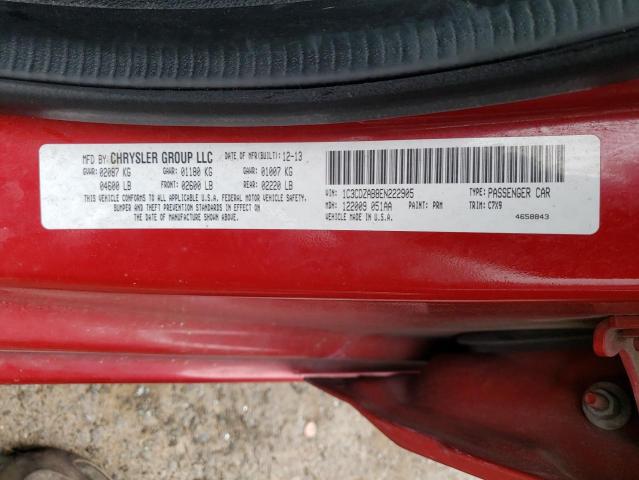 MFD BY: CHRYSLER GROUP LLC DATE OF MFR(BUILT): 12-13
GVWR: 02087 KG GAWR: 01180 KG GAWR: 01007 KG
04600 LB FRONT: 02600 LB REAR: 02220 LB
THIS VEHICLE CONFORMS TO ALL APPLICABLE FEDERAL MOTOR VEHICLE SAFETY,
BUMPER AND THEFT PREVENTION STANDARDS IN EFFECT ON
THE DATE OF MANUFACTURE SHOWN ABOVE.
VIN: 1C3CDZAB8EN222905 TYPE: PASSENGER CAR
MDH: 122009 051AA PAINT: PRM TRIM: C7X9
VEHICLE MADE IN U.S.A. 4658843